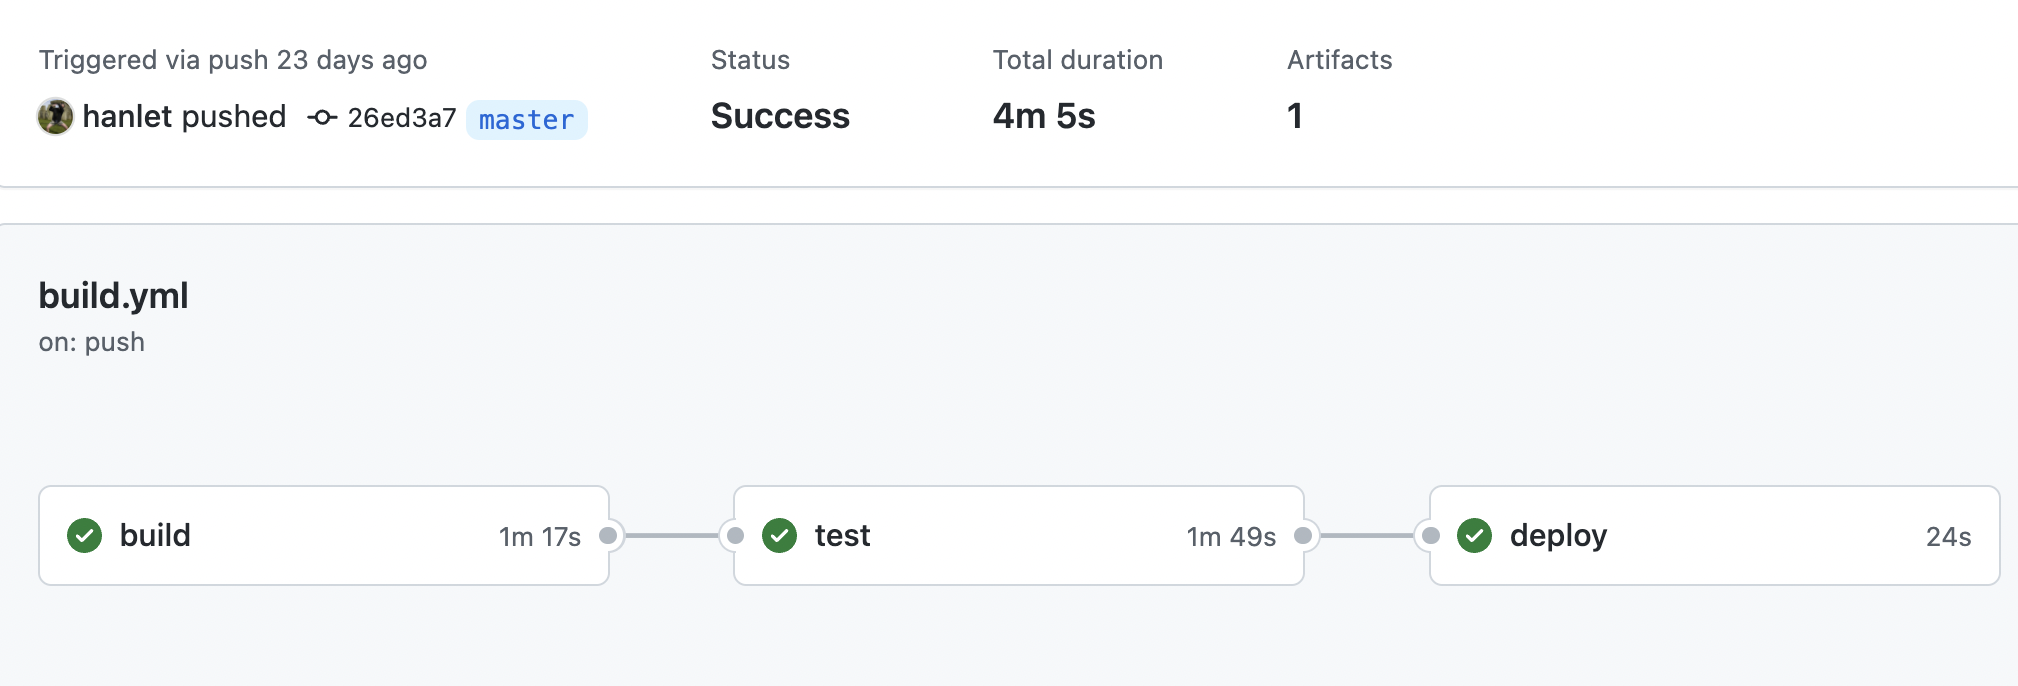 Triggered via push 23 days ago
hanlet pushed 26ed3a7 master
Status
Success
Total duration
4m 5s
Artifacts
1
build.yml
on: push
build 1m 17s
test 1m 49s
deploy 24s